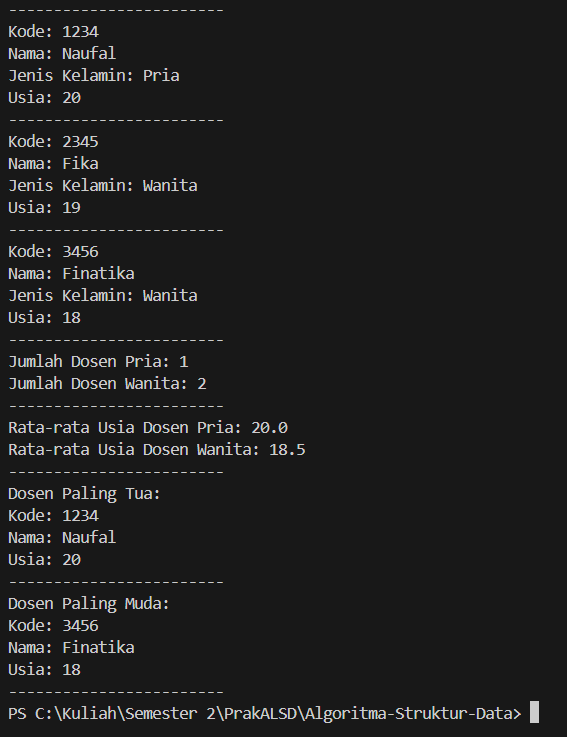 ------------------------
Kode: 1234
Nama: Naufal
Jenis Kelamin: Pria
Usia: 20
------------------------
Kode: 2345
Nama: Fika
Jenis Kelamin: Wanita
Usia: 19
------------------------
Kode: 3456
Nama: Finatika
Jenis Kelamin: Wanita
Usia: 18
------------------------
Jumlah Dosen Pria: 1
Jumlah Dosen Wanita: 2
------------------------
Rata-rata Usia Dosen Pria: 20.0
Rata-rata Usia Dosen Wanita: 18.5
------------------------
Dosen Paling Tua:
Kode: 1234
Nama: Naufal
Usia: 20
------------------------
Dosen Paling Muda:
Kode: 3456
Nama: Finatika
Usia: 18
------------------------
PS C:\Kuliah\Semester 2\PrakALSD\Algoritma-Struktur-Data>